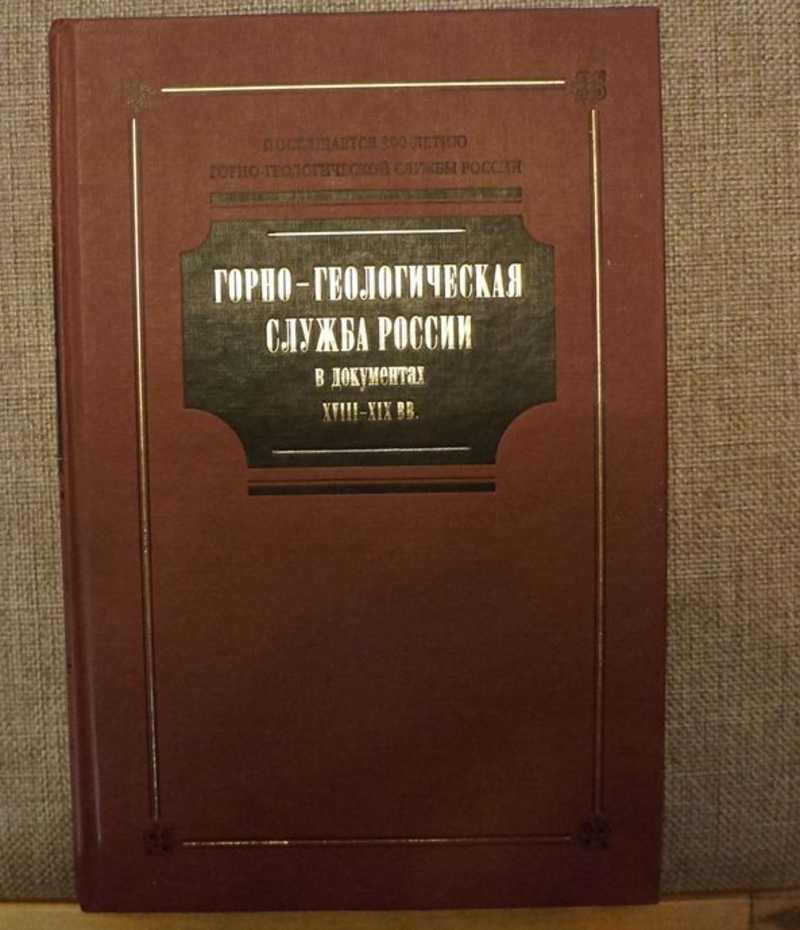 ПОСВЯЩАЕТСЯ 300-ЛЕТИЮ
ГОРНО-ГЕОЛОГИЧЕСКОЙ СЛУЖБЫ РОССИИ
ГОРНО-ГЕОЛОГИЧЕСКАЯ
СЛУЖБА РОССИИ
В ДОКУМЕНТАХ
XVIII-XIX ВВ.